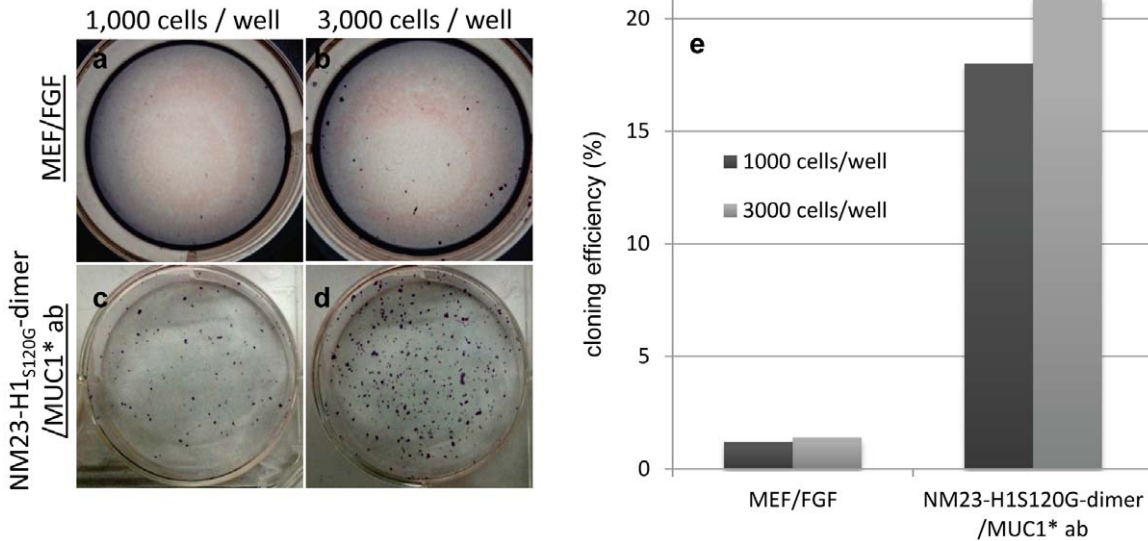 1,000 cells / well
3,000 cells / well
MEF/FGF
a
b
NM23-H1S120G-dimer
/MUC1* ab
c
d
e
cloning efficiency (%)
20
15
10
5
0
1000 cells/well
3000 cells/well
MEF/FGF
NM23-H1S120G-dimer
/MUC1* ab